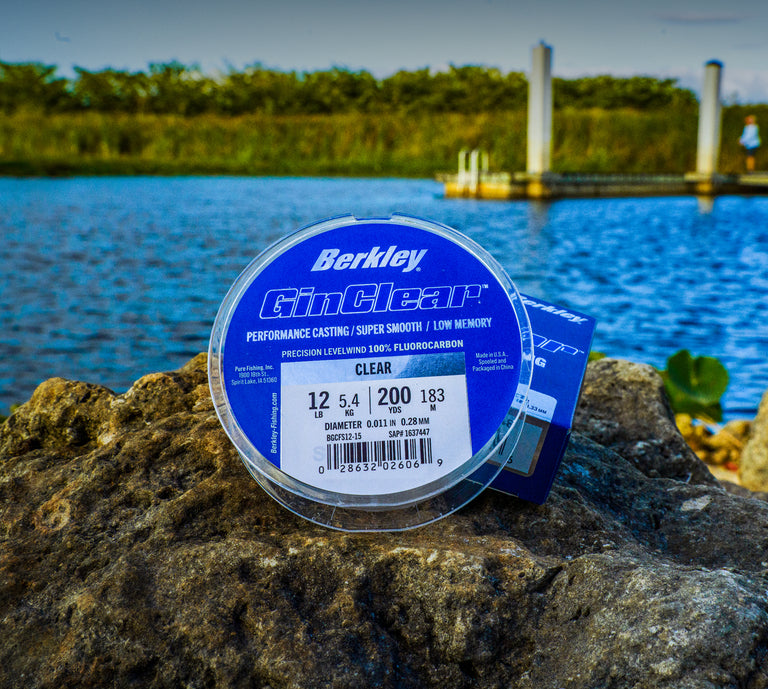 Berkley®
GinClear™
PERFORMANCE CASTING / SUPER SMOOTH / LOW MEMORY
PRECISION LEVELWIND 100% FLUOROCARBON
Pure Fishing, Inc.
1900 18th St.
Spirit Lake, IA 51360
Made in U.S.A.
Spooled and
Packaged in China
Berkley-Fishing.com
CLEAR
12 LB 5.4 KG 200 YDS 183 M
DIAMETER 0.011 IN 0.28 MM
BGCFS12-15 SAP# 1637447
0 28632 02606 9
Berkley